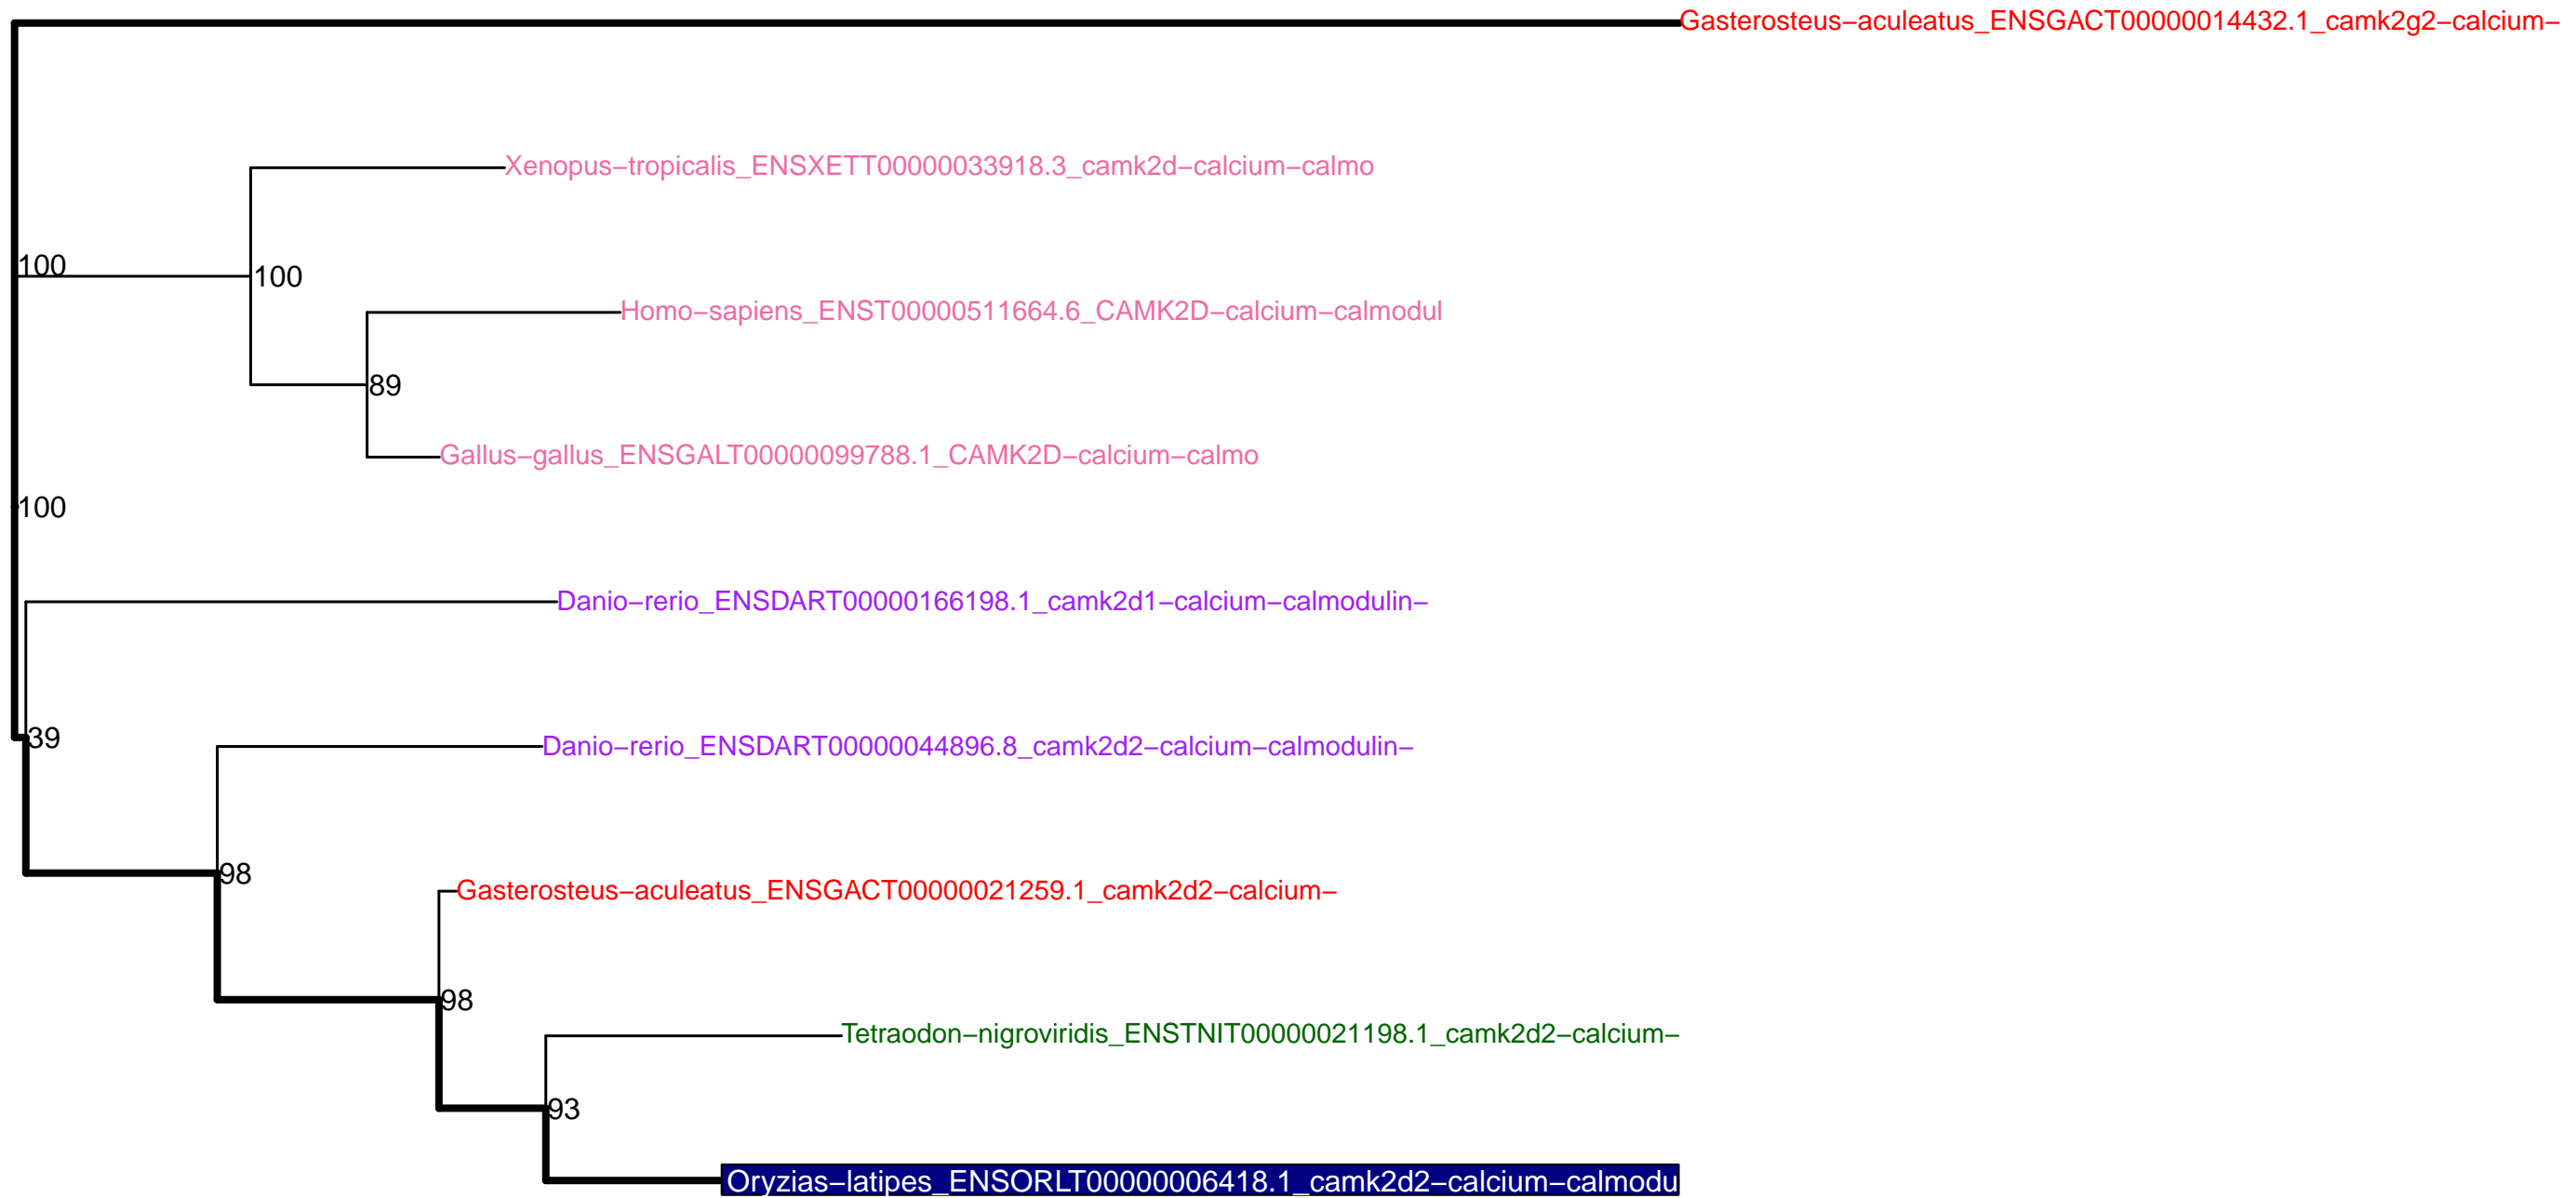 Gasterosteus−aculeatus_ENSGACT00000014432.1_camk2g2−calcium−
Xenopus−tropicalis_ENSXETT00000033918.3_camk2d−calcium−calmo
100
100
Homo−sapiens_ENST00000511664.6_CAMK2D−calcium−calmodul
89
Gallus−gallus_ENSGALT00000099788.1_CAMK2D−calcium−calmo
100
Danio−rerio_ENSDART00000166198.1_camk2d1−calcium−calmodulin−
39
Danio−rerio_ENSDART00000044896.8_camk2d2−calcium−calmodulin−
98
Gasterosteus−aculeatus_ENSGACT00000021259.1_camk2d2−calcium−
98
Tetraodon−nigroviridis_ENSTNIT00000021198.1_camk2d2−calcium−
93
Oryzias−latipes_ENSORLT00000006418.1_camk2d2−calcium−calmodu